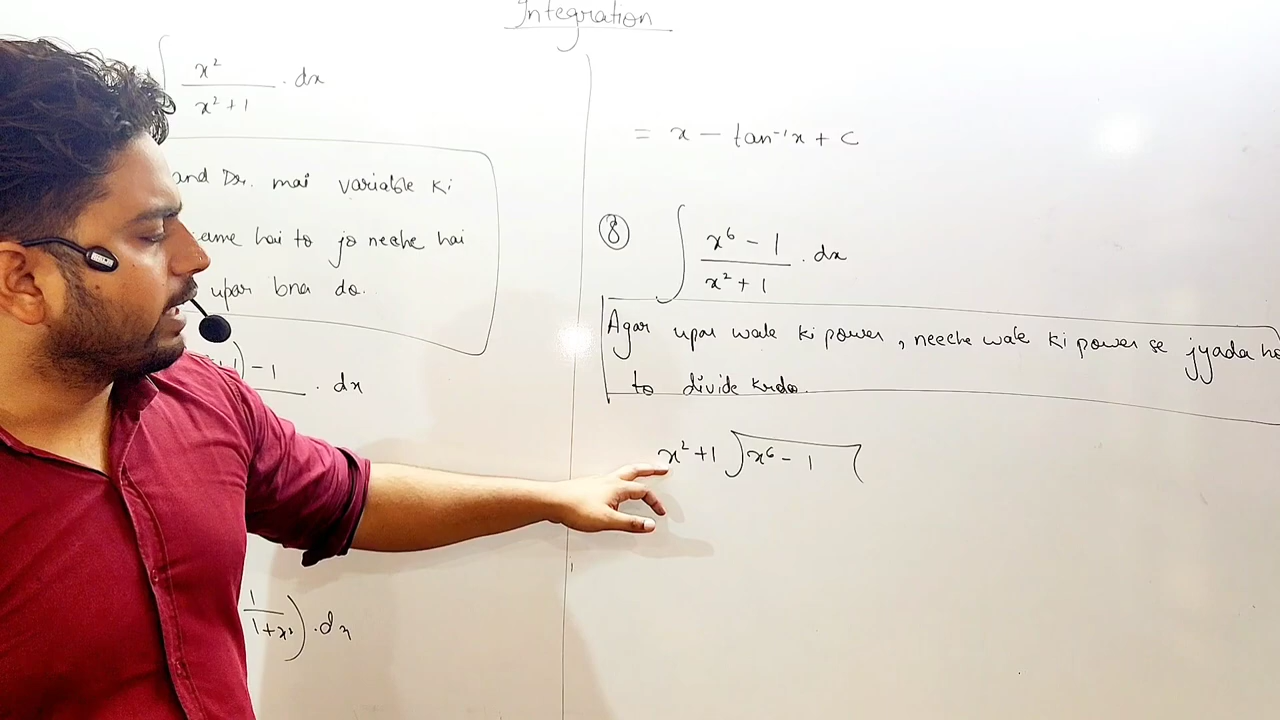 Integration
∫ x² / x² + 1 . dx
and Dr. mai variable ki
same hai to jo neeche hai
upar bna do.
) - 1 / . dx
1 / 1+x² ) . dx
= x - tan⁻¹x + C
⑧ ∫ x⁶ - 1 / x² + 1 . dx
Agar upar wale ki power , neeche wale ki power se jyada ho
to divide krdo.
x² + 1 ) x⁶ - 1 (